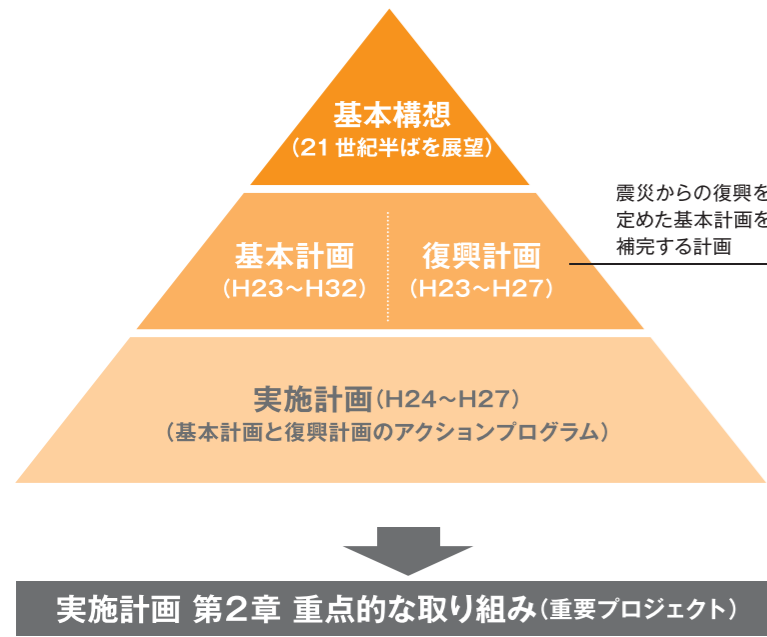 基本構想
（21世紀半ばを展望）
震災からの復興を
定めた基本計画を
補完する計画
基本計画
（H23～H32）
復興計画
（H23～H27）
実施計画（H24～H27）
（基本計画と復興計画のアクションプログラム）
実施計画 第2章 重点的な取り組み（重要プロジェクト）